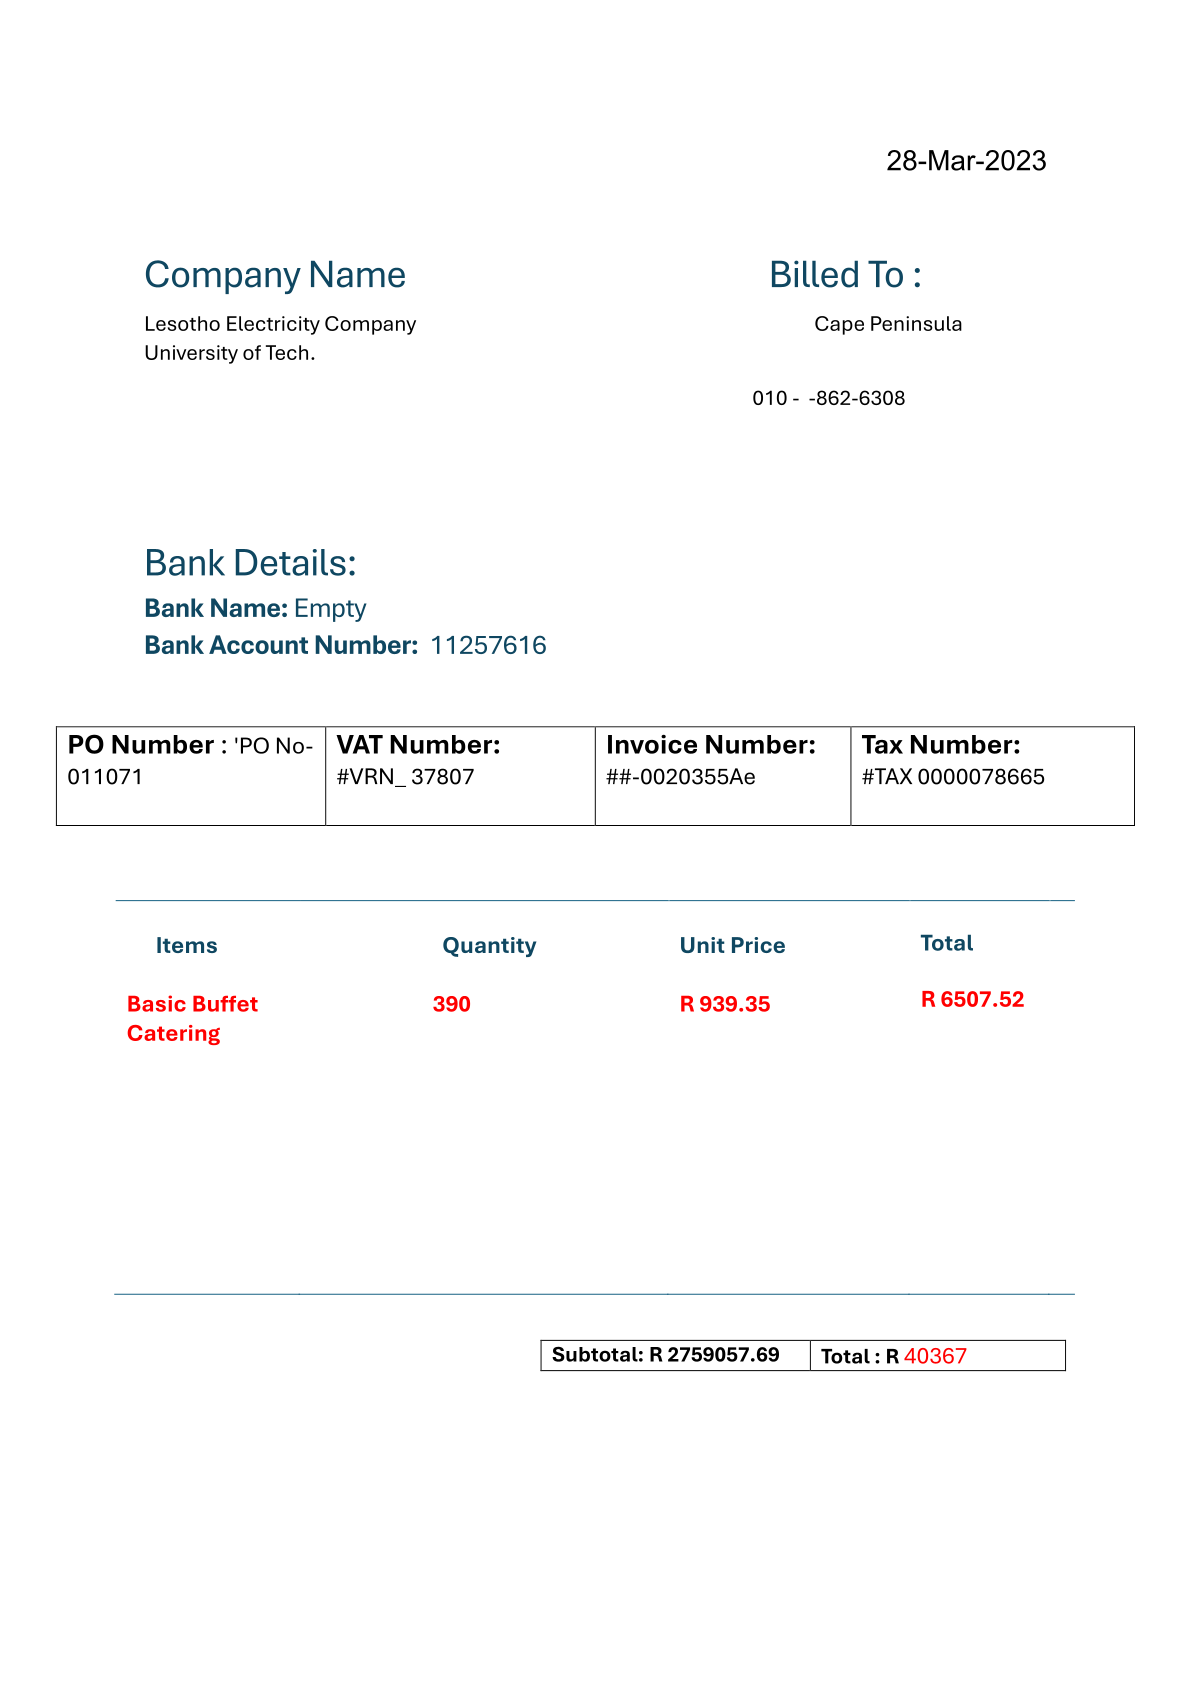 28-Mar-2023
Company Name Billed To :
Lesotho Electricity Company Cape Peninsula
University of Tech.
010 -  -862-6308
Bank Details:
Bank Name: Empty
Bank Account Number:  11257616
PO Number : 'PO No- VAT Number: Invoice Number: Tax Number:
011071 #VRN_ 37807 ##-0020355Ae #TAX 0000078665
Items Quantity Unit Price Total
Basic Buffet 390 R 939.35 R 6507.52
Catering
Subtotal: R 2759057.69 Total : R 40367